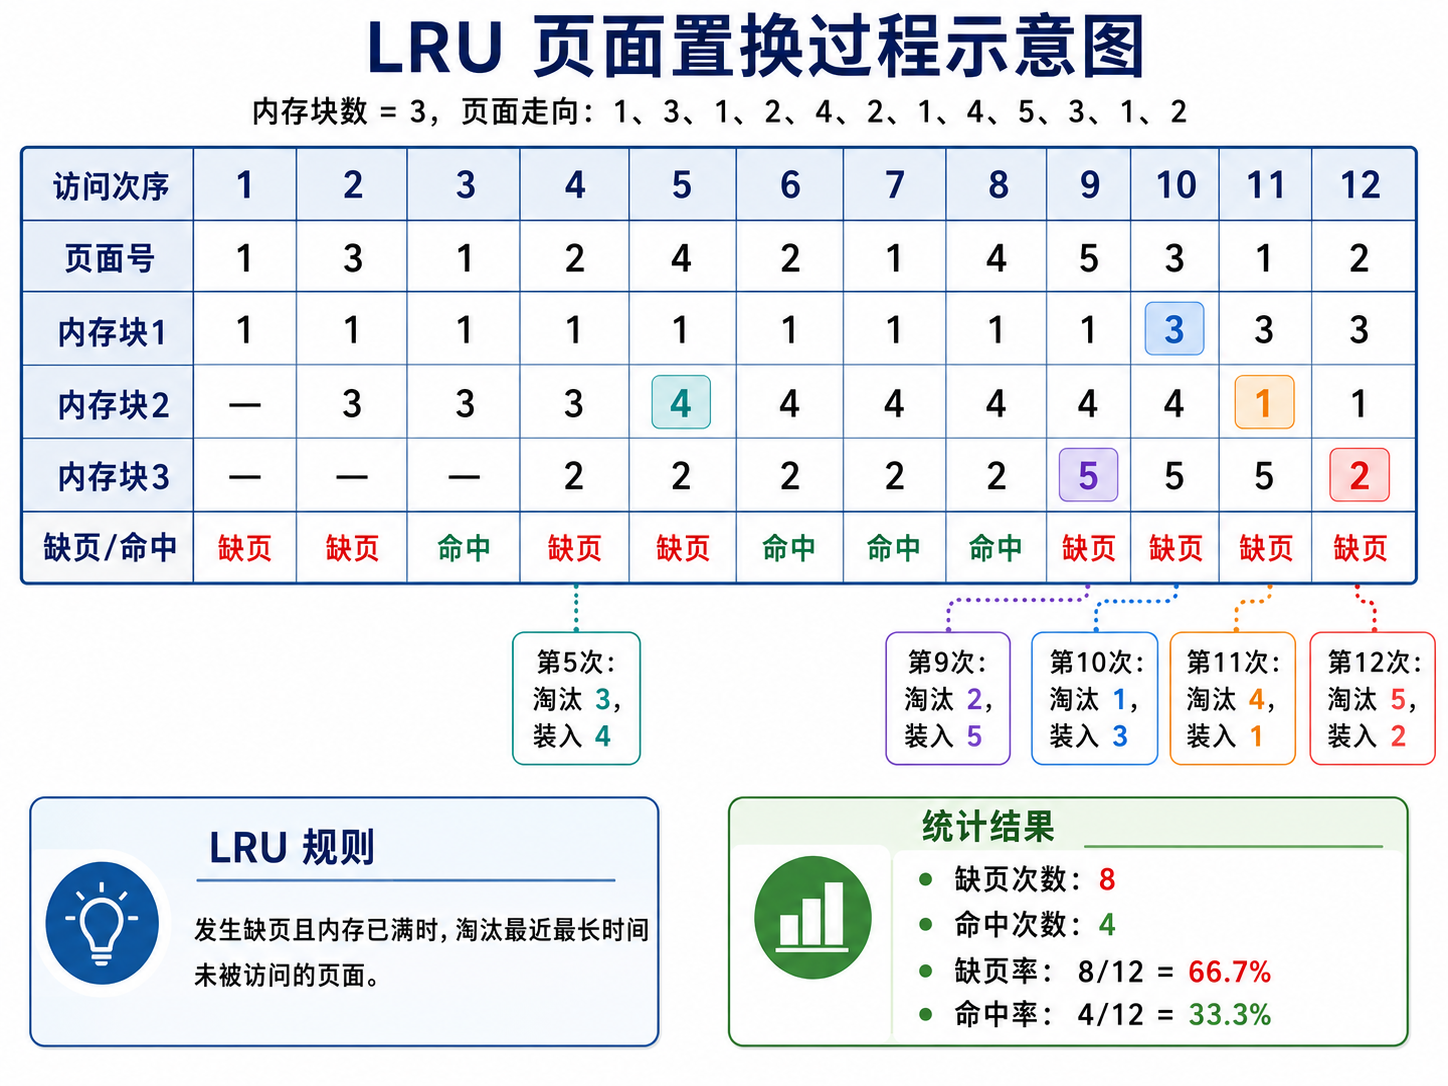 LRU 页面置换过程示意图
内存块数 = 3，页面走向：1、3、1、2、4、2、1、4、5、3、1、2
访问次序 1 2 3 4 5 6 7 8 9 10 11 12
页面号 1 3 1 2 4 2 1 4 5 3 1 2
内存块1 1 1 1 1 1 1 1 1 1 3 3 3
内存块2 — 3 3 3 4 4 4 4 4 4 1 1
内存块3 — — — 2 2 2 2 2 5 5 5 2
缺页/命中 缺页 缺页 命中 缺页 缺页 命中 命中 命中 缺页 缺页 缺页 缺页
第5次：
淘汰 3，
装入 4
第9次：
淘汰 2，
装入 5
第10次：
淘汰 1，
装入 3
第11次：
淘汰 4，
装入 1
第12次：
淘汰 5，
装入 2
LRU 规则
发生缺页且内存已满时，淘汰最近最长时间
未被访问的页面。
统计结果
● 缺页次数：8
● 命中次数：4
● 缺页率： 8/12 = 66.7%
● 命中率： 4/12 = 33.3%